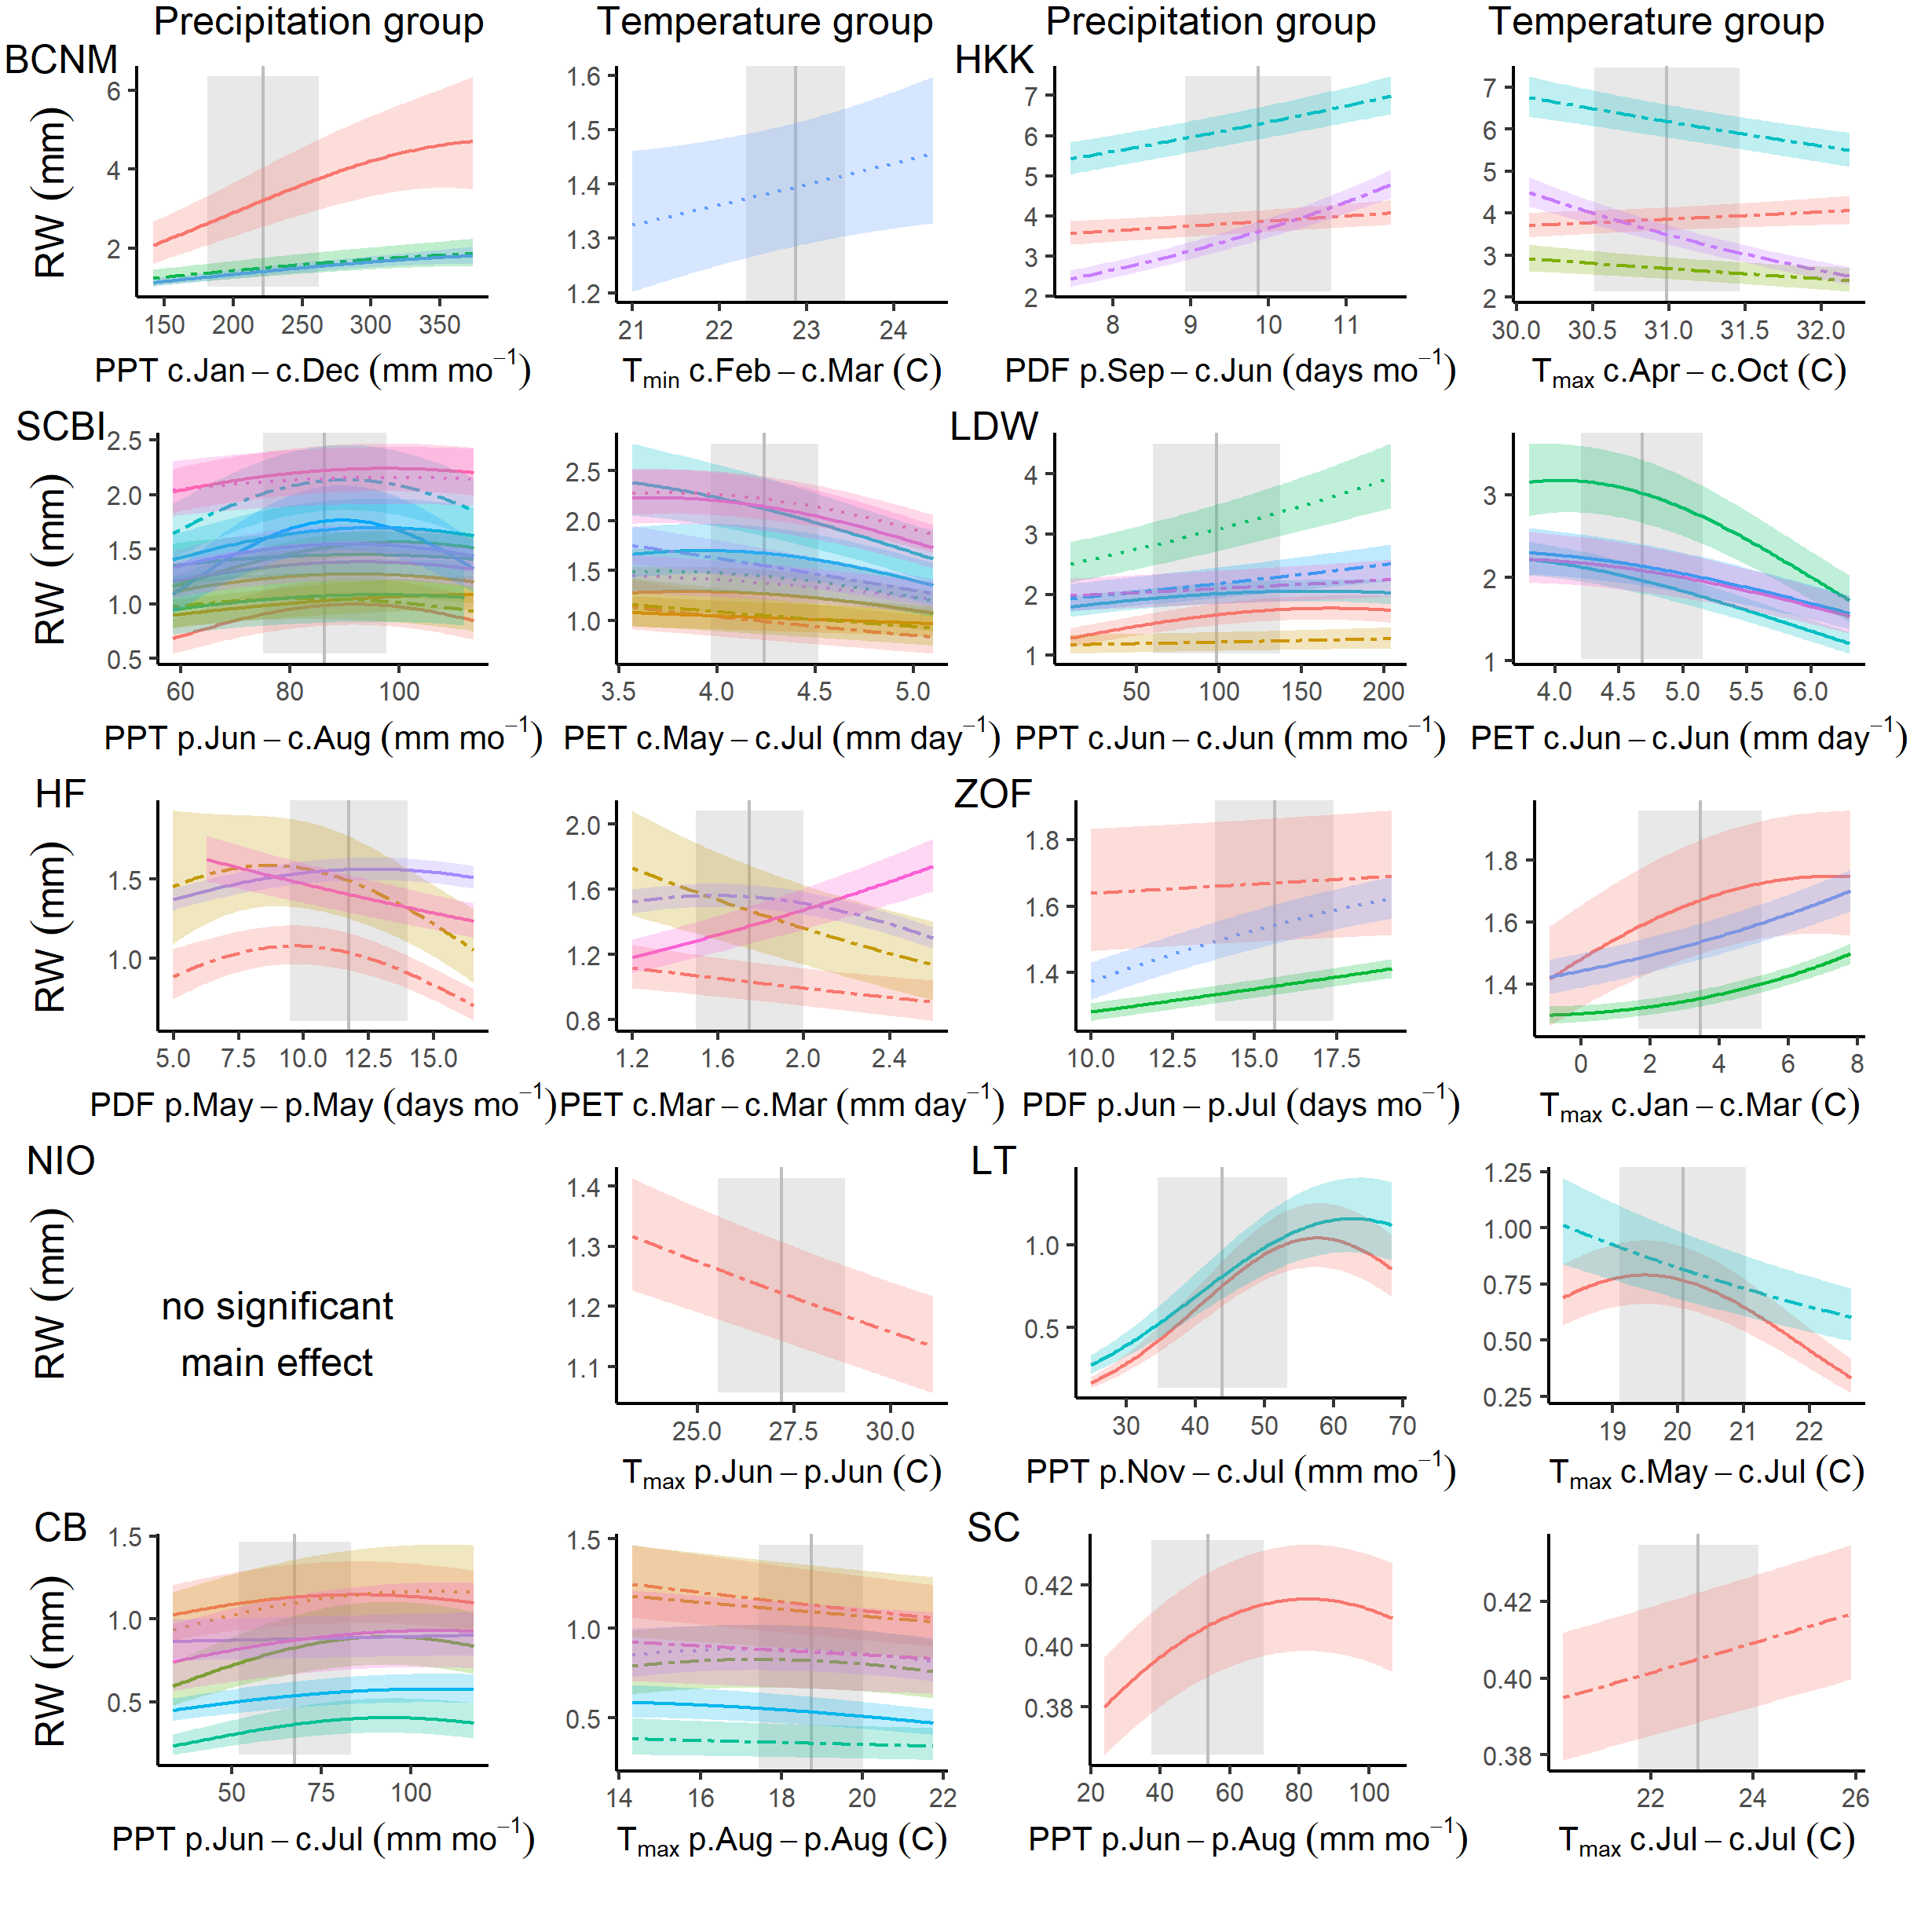 Precipitation group Temperature group Precipitation group Temperature group
BCNM HKK
RW (mm)
6
4
2
150 200 250 300 350
PPT c.Jan – c.Dec (mm mo⁻¹)
1.6
1.5
1.4
1.3
1.2
21 22 23 24
Tmin c.Feb – c.Mar (C)
7
6
5
4
3
2
8 9 10 11
PDF p.Sep – c.Jun (days mo⁻¹)
7
6
5
4
3
2
30.0 30.5 31.0 31.5 32.0
Tmax c.Apr – c.Oct (C)
SCBI LDW
RW (mm)
2.5
2.0
1.5
1.0
0.5
60 80 100
PPT p.Jun – c.Aug (mm mo⁻¹)
2.5
2.0
1.5
1.0
3.5 4.0 4.5 5.0
PET c.May – c.Jul (mm day⁻¹)
4
3
2
1
50 100 150 200
PPT c.Jun – c.Jun (mm mo⁻¹)
3
2
1
4.0 4.5 5.0 5.5 6.0
PET c.Jun – c.Jun (mm day⁻¹)
HF ZOF
RW (mm)
1.5
1.0
5.0 7.5 10.0 12.5 15.0
PDF p.May – p.May (days mo⁻¹)
2.0
1.6
1.2
0.8
1.2 1.6 2.0 2.4
PET c.Mar – c.Mar (mm day⁻¹)
1.8
1.6
1.4
10.0 12.5 15.0 17.5
PDF p.Jun – p.Jul (days mo⁻¹)
1.8
1.6
1.4
0 2 4 6 8
Tmax c.Jan – c.Mar (C)
NIO LT
RW (mm)
no significant
main effect
1.4
1.3
1.2
1.1
25.0 27.5 30.0
Tmax p.Jun – p.Jun (C)
1.0
0.5
30 40 50 60 70
PPT p.Nov – c.Jul (mm mo⁻¹)
1.25
1.00
0.75
0.50
0.25
19 20 21 22
Tmax c.May – c.Jul (C)
CB SC
RW (mm)
1.5
1.0
0.5
50 75 100
PPT p.Jun – c.Jul (mm mo⁻¹)
1.5
1.0
0.5
14 16 18 20 22
Tmax p.Aug – p.Aug (C)
0.42
0.40
0.38
20 40 60 80 100
PPT p.Jun – p.Aug (mm mo⁻¹)
0.42
0.40
0.38
22 24 26
Tmax c.Jul – c.Jul (C)